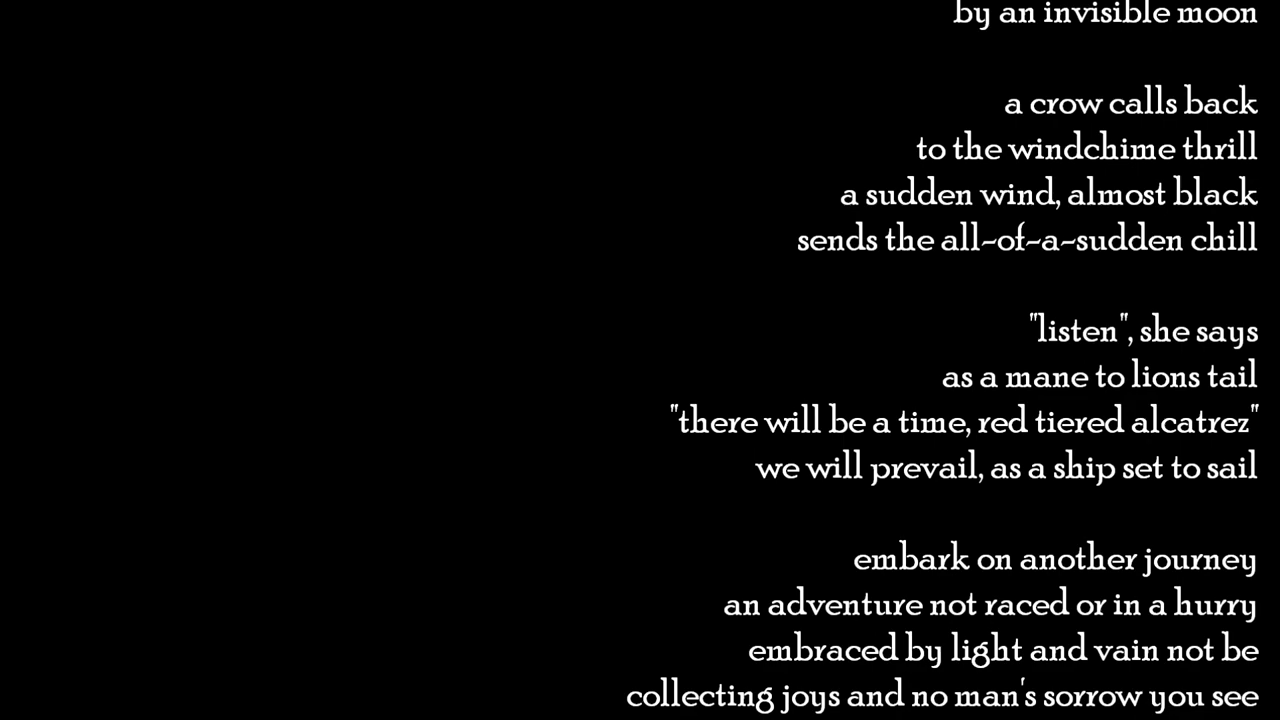 by an invisible moon
a crow calls back
to the windchime thrill
a sudden wind, almost black
sends the all-of-a-sudden chill
"listen", she says
as a mane to lions tail
"there will be a time, red tiered alcatrez"
we will prevail, as a ship set to sail
embark on another journey
an adventure not raced or in a hurry
embraced by light and vain not be
collecting joys and no man's sorrow you see